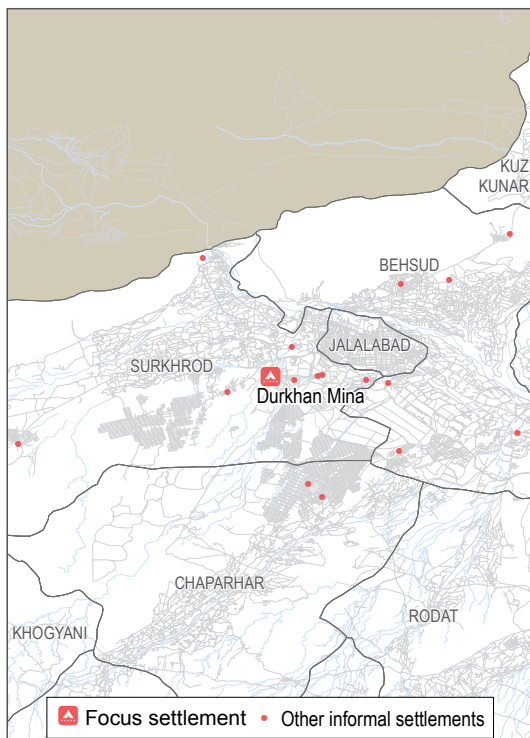 KUZ
KUNAR
BEHSUD
JALALABAD
SURKHROD
Durkhan Mina
CHAPARHAR
RODAT
KHOGYANI
Focus settlement
Other informal settlements